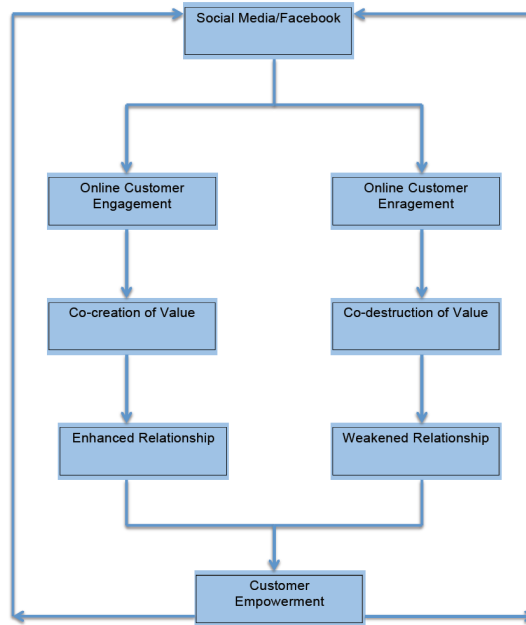 Social Media/Facebook
Online Customer
Engagement
Online Customer
Enragement
Co-creation of Value
Co-destruction of Value
Enhanced Relationship
Weakened Relationship
Customer
Empowerment